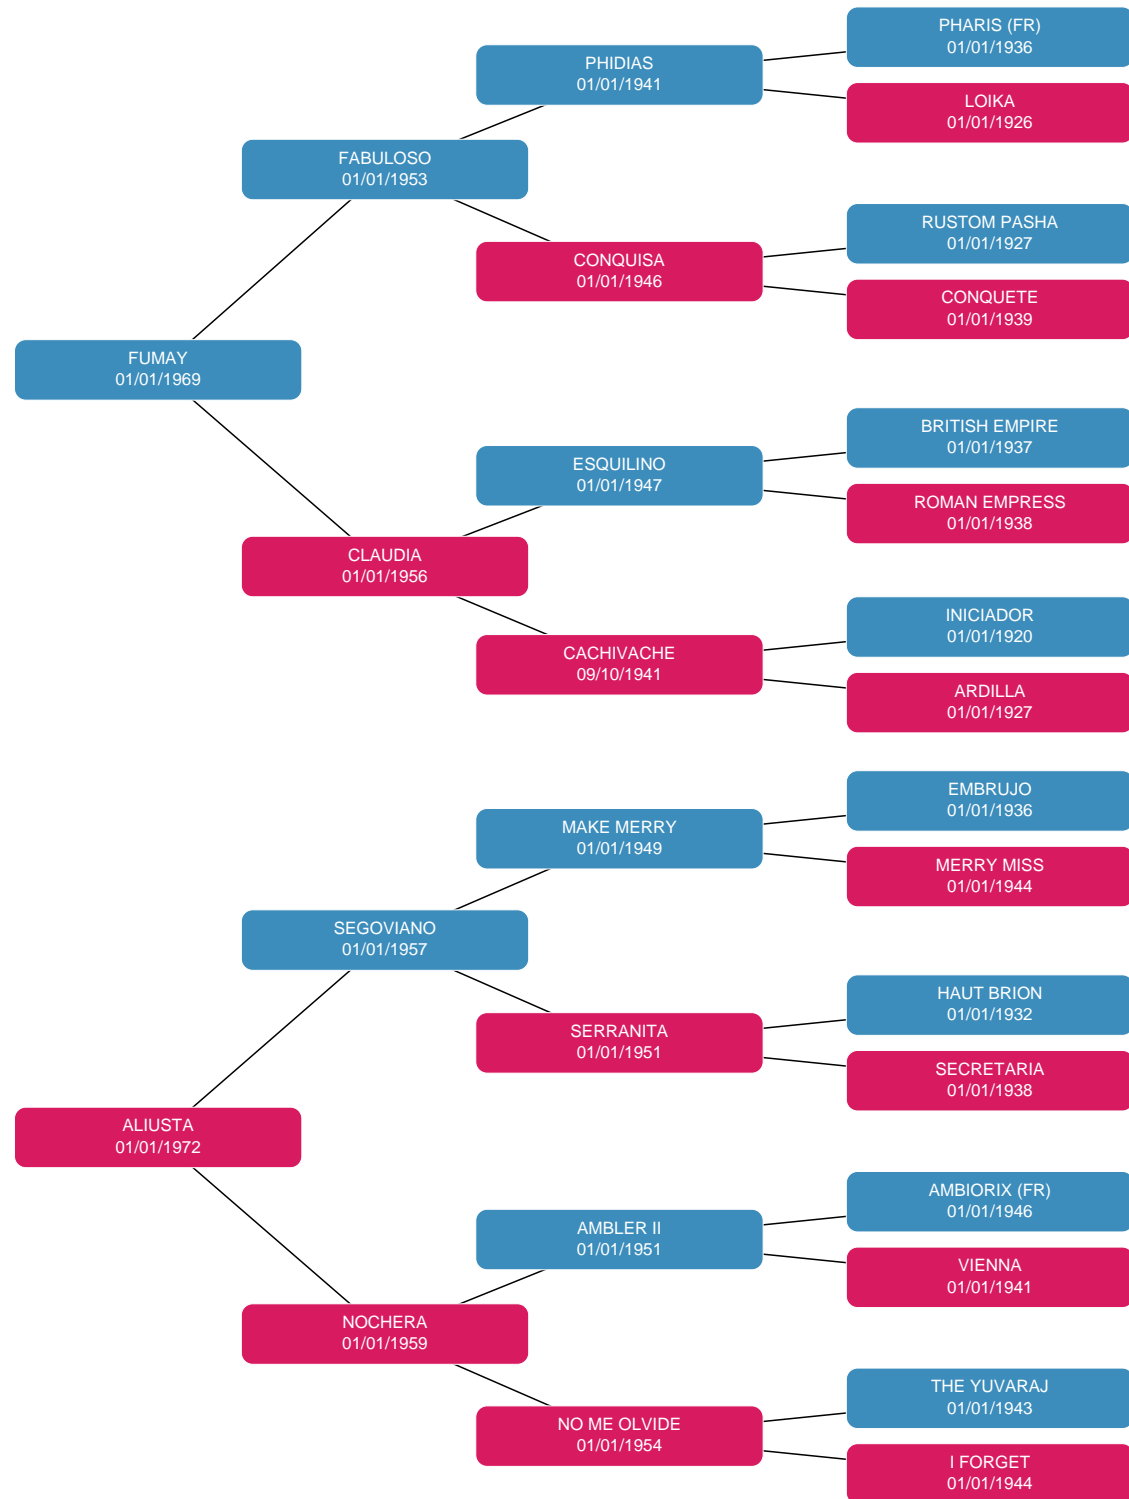 PHARIS (FR)
01/01/1936
PHIDIAS
01/01/1941
LOIKA
01/01/1926
FABULOSO
01/01/1953
RUSTOM PASHA
01/01/1927
CONQUISA
01/01/1946
CONQUETE
01/01/1939
FUMAY
01/01/1969
BRITISH EMPIRE
01/01/1937
ESQUILINO
01/01/1947
ROMAN EMPRESS
01/01/1938
CLAUDIA
01/01/1956
INICIADOR
01/01/1920
CACHIVACHE
09/10/1941
ARDILLA
01/01/1927
EMBRUJO
01/01/1936
MAKE MERRY
01/01/1949
MERRY MISS
01/01/1944
SEGOVIANO
01/01/1957
HAUT BRION
01/01/1932
SERRANITA
01/01/1951
SECRETARIA
01/01/1938
ALIUSTA
01/01/1972
AMBIORIX (FR)
01/01/1946
AMBLER II
01/01/1951
VIENNA
01/01/1941
NOCHERA
01/01/1959
THE YUVARAJ
01/01/1943
NO ME OLVIDE
01/01/1954
I FORGET
01/01/1944